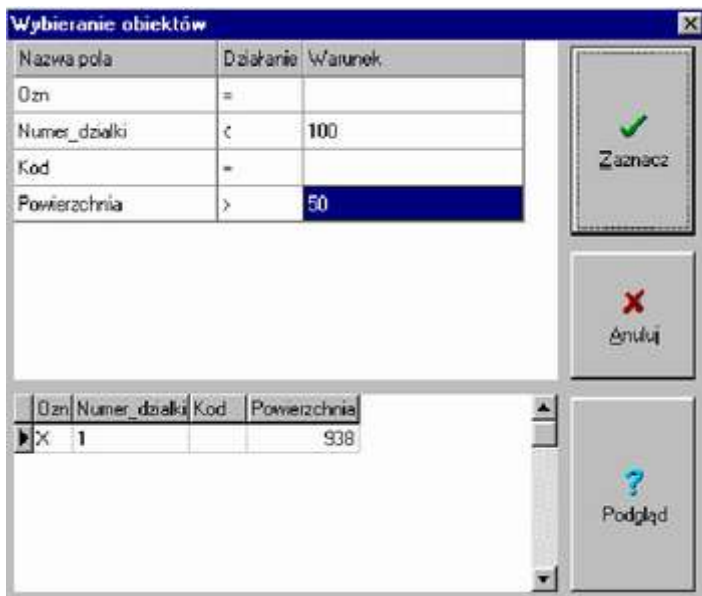 Wybieranie obiektów
Nazwa pola Działanie Warunek
Ozn =
Numer_dzialki < 100
Kod =
Powierzchnia > 50
Zaznacz
Anuluj
Ozn Numer_dzialki Kod Powierzchnia
X 1 938
? Podgląd